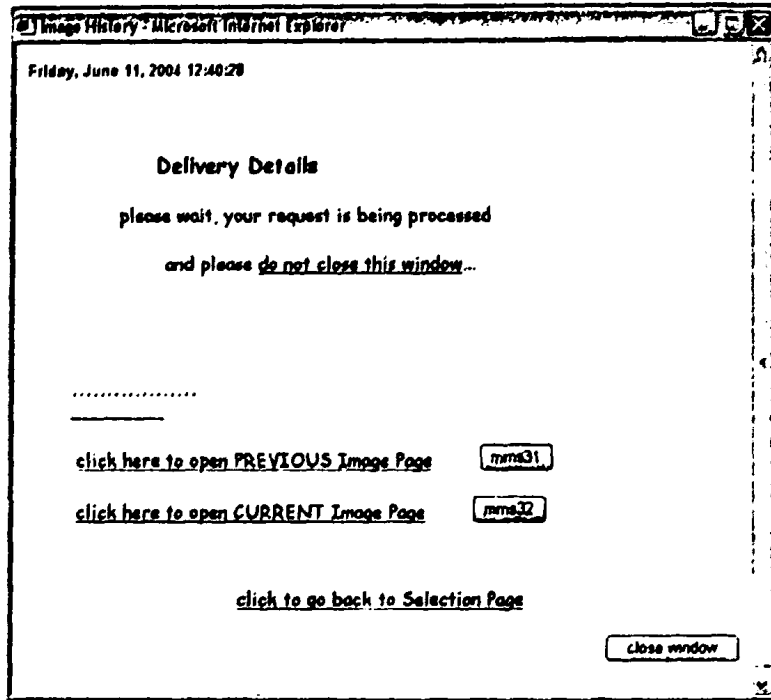 Image History - Microsoft Internet Explorer
Friday, June 11, 2004 12:40:28
Delivery Details
please wait, your request is being processed
and please do not close this window...
..................
click here to open PREVIOUS Image Page mms31
click here to open CURRENT Image Page mms32
click to go back to Selection Page
close window